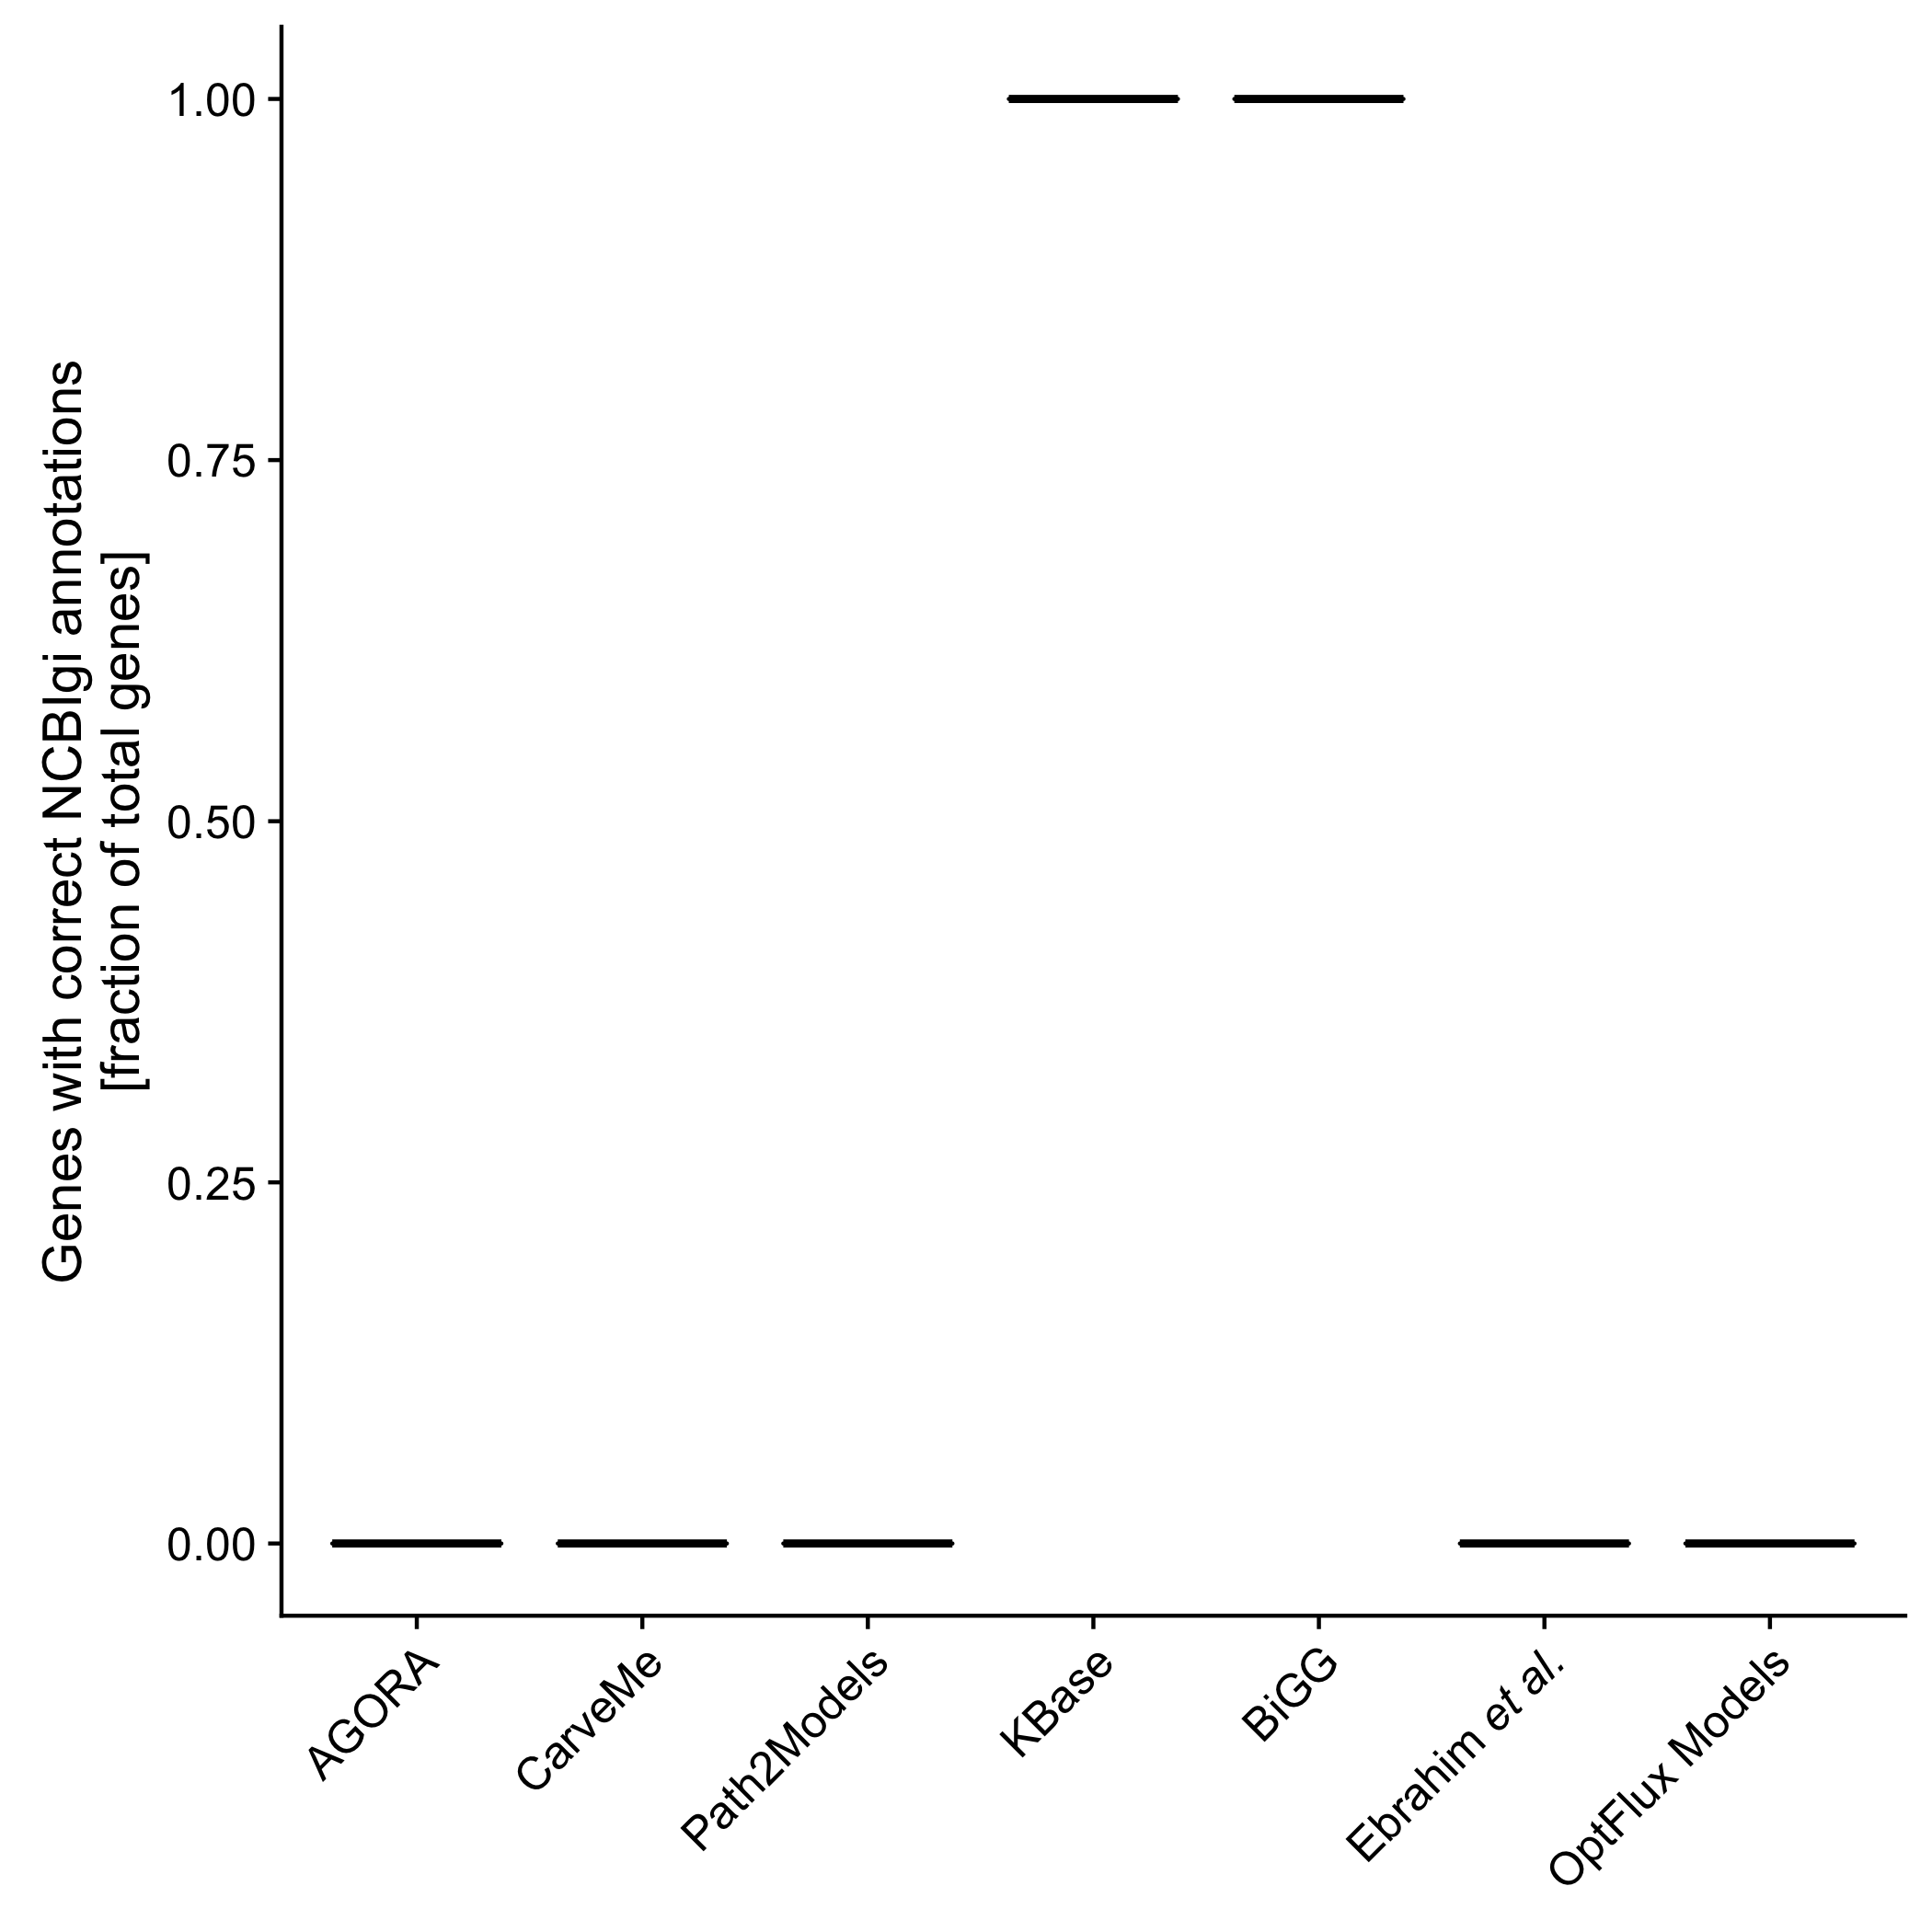 Genes with correct NCBIgi annotations
[fraction of total genes]
1.00
0.75
0.50
0.25
0.00
AGORA
CarveMe
Path2Models
KBase
BiGG
Ebrahim et al.
OptFlux Models